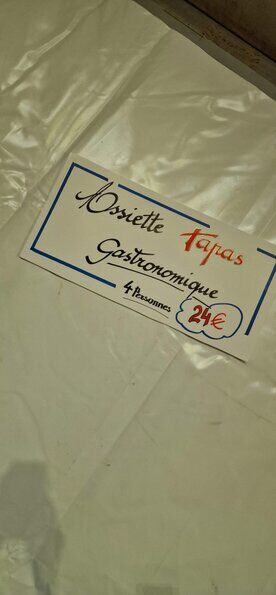 Assiette Tapas
Gastronomique
4 Personnes 24€